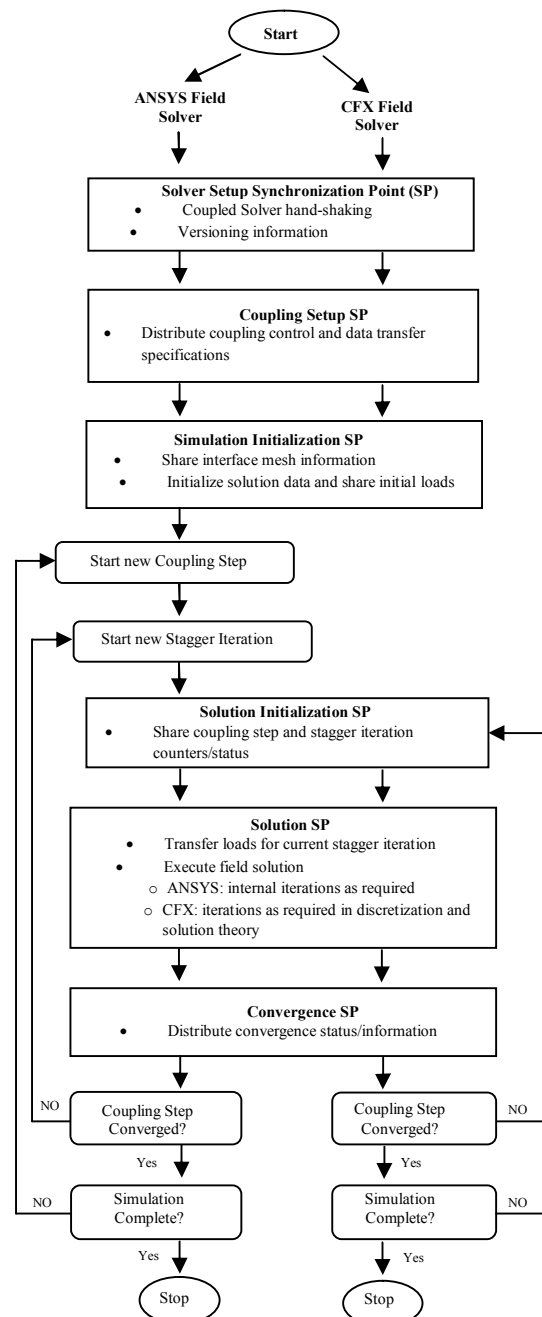 Start
ANSYS Field
Solver
CFX Field
Solver
Solver Setup Synchronization Point (SP)
• Coupled Solver hand-shaking
• Versioning information
Coupling Setup SP
• Distribute coupling control and data transfer
specifications
Simulation Initialization SP
• Share interface mesh information
• Initialize solution data and share initial loads
Start new Coupling Step
Start new Stagger Iteration
Solution Initialization SP
• Share coupling step and stagger iteration
counters/status
Solution SP
• Transfer loads for current stagger iteration
• Execute field solution
o ANSYS: internal iterations as required
o CFX: iterations as required in discretization and
solution theory
Convergence SP
• Distribute convergence status/information
NO
Coupling Step
Converged?
Yes
NO
Simulation
Complete?
Yes
Stop
Coupling Step
Converged?
NO
Yes
Simulation
Complete?
NO
Yes
Stop